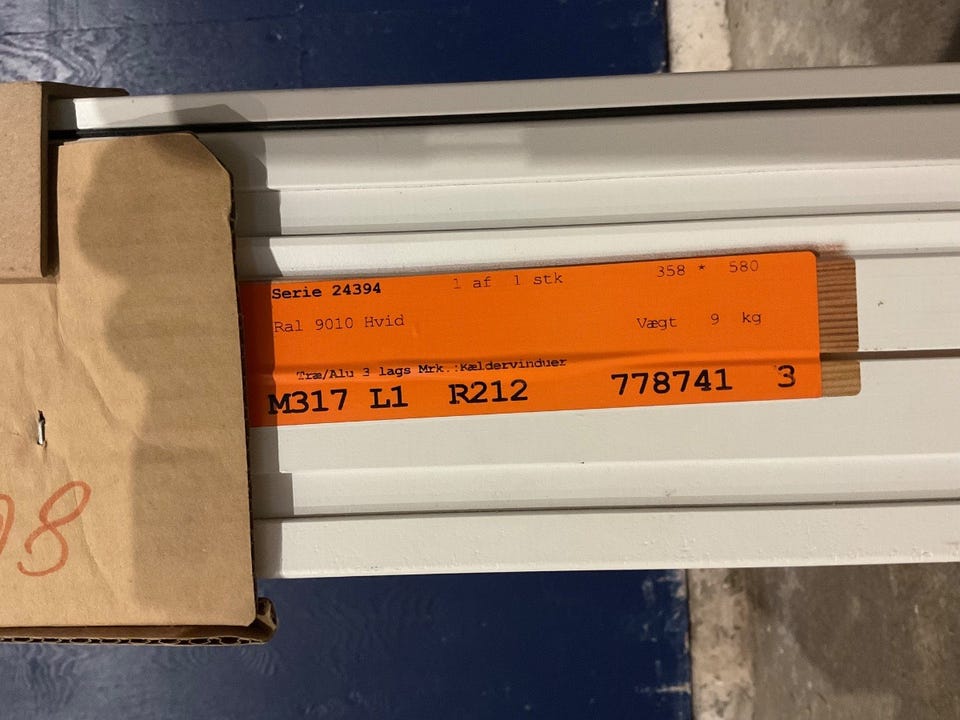 Serie 24394 1 af 1 stk 358 * 580
Ral 9010 Hvid Vægt 9 kg
Træ/Alu 3 lags Mrk.:Kældervinduer
M317 L1 R212 778741 3
8